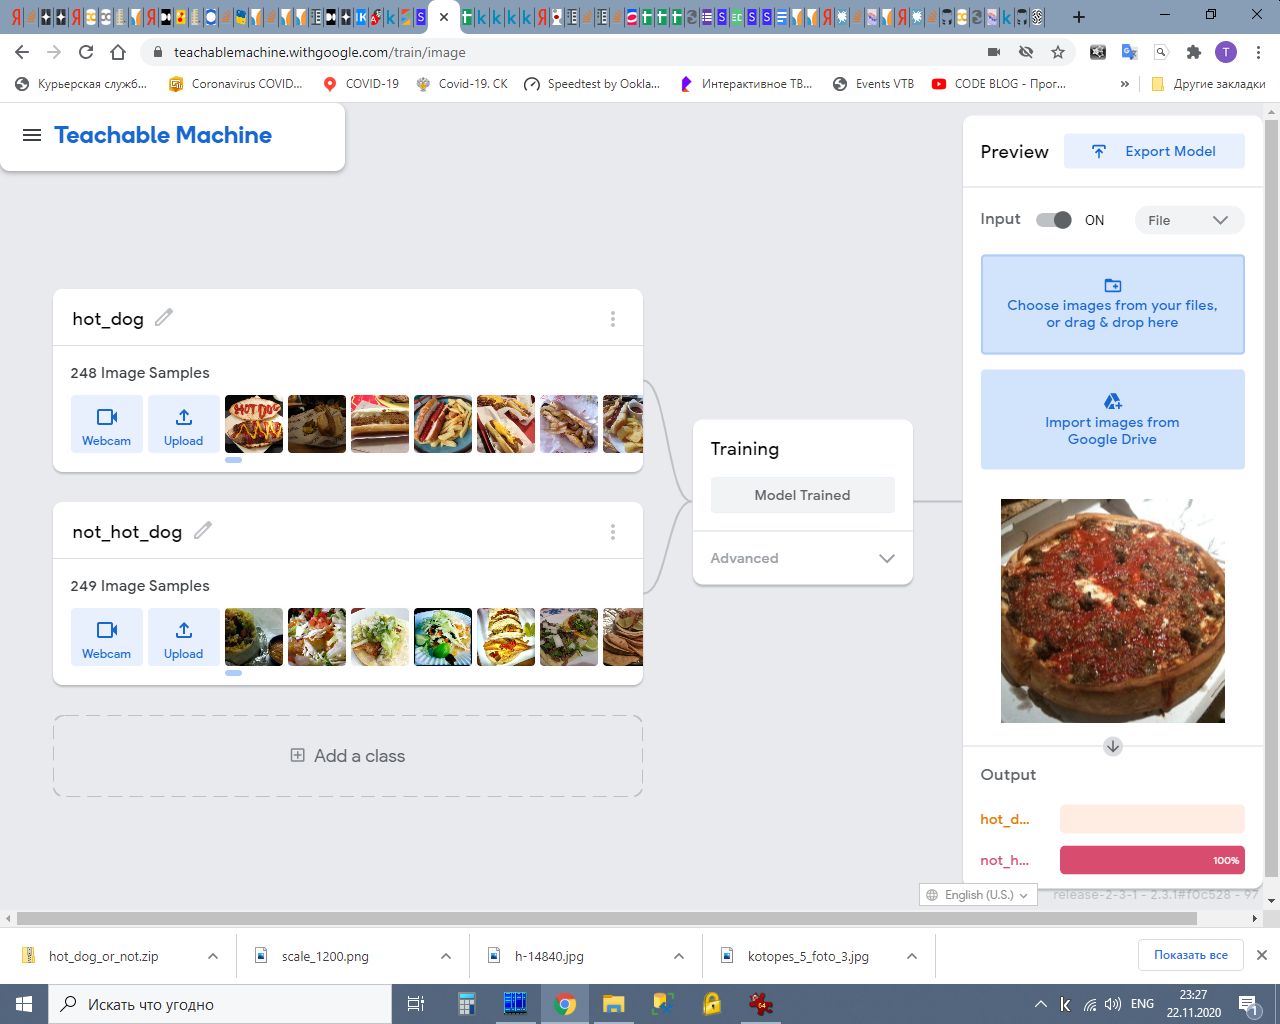 teachablemachine.withgoogle.com/train/image
Курьерская служб...
Coronavirus COVID...
COVID-19
Covid-19. СК
Speedtest by Ookla...
Интерактивное ТВ...
Events VTB
CODE BLOG - Прог...
»
Другие закладки
Teachable Machine
Preview
Export Model
Input
ON
File
Choose images from your files,
or drag & drop here
Import images from
Google Drive
hot_dog
248 Image Samples
Webcam
Upload
HOT DOG
not_hot_dog
249 Image Samples
Webcam
Upload
Add a class
Training
Model Trained
Advanced
Output
hot_d...
not_h...
100%
English (U.S.)
release-2-3-1 - 2.3.1#f0c528 - 97
hot_dog_or_not.zip
scale_1200.png
h-14840.jpg
kotopes_5_foto_3.jpg
Показать все
Искать что угодно
ENG
23:27
22.11.2020